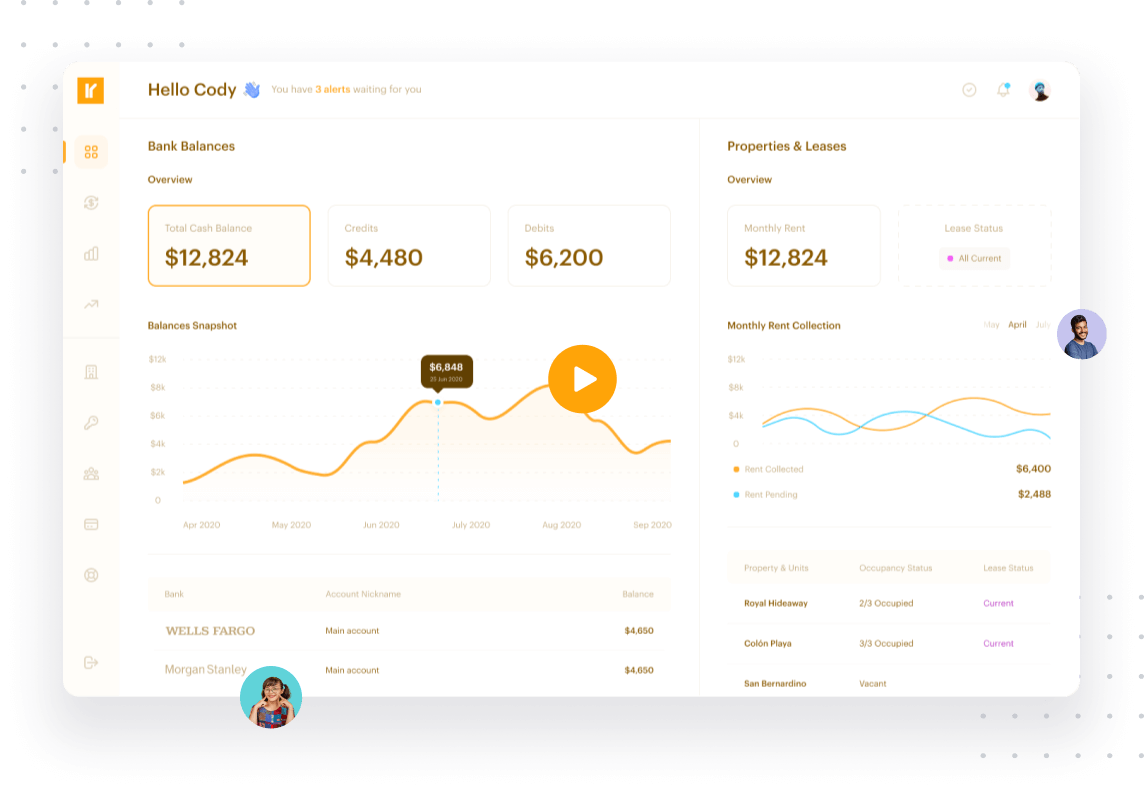 Hello Cody
You have 3 alerts waiting for you
Bank Balances
Overview
Total Cash Balance
$12,824
Credits
$4,480
Debits
$6,200
Balances Snapshot
$12k
$8k
$6k
$4k
$2k
0
$6,848
25 Jun 2020
Apr 2020 May 2020 Jun 2020 July 2020 Aug 2020 Sep 2020
Bank Account Nickname Balance
WELLS FARGO Main account $4,650
Morgan Stanley Main account $4,650
Properties & Leases
Overview
Monthly Rent
$12,824
Lease Status
All Current
Monthly Rent Collection
May April July
$12k
$8k
$4k
0
Rent Collected $6,400
Rent Pending $2,488
Property & Units Occupancy Status Lease Status
Royal Hideaway 2/3 Occupied Current
Colón Playa 3/3 Occupied Current
San Bernardino Vacant